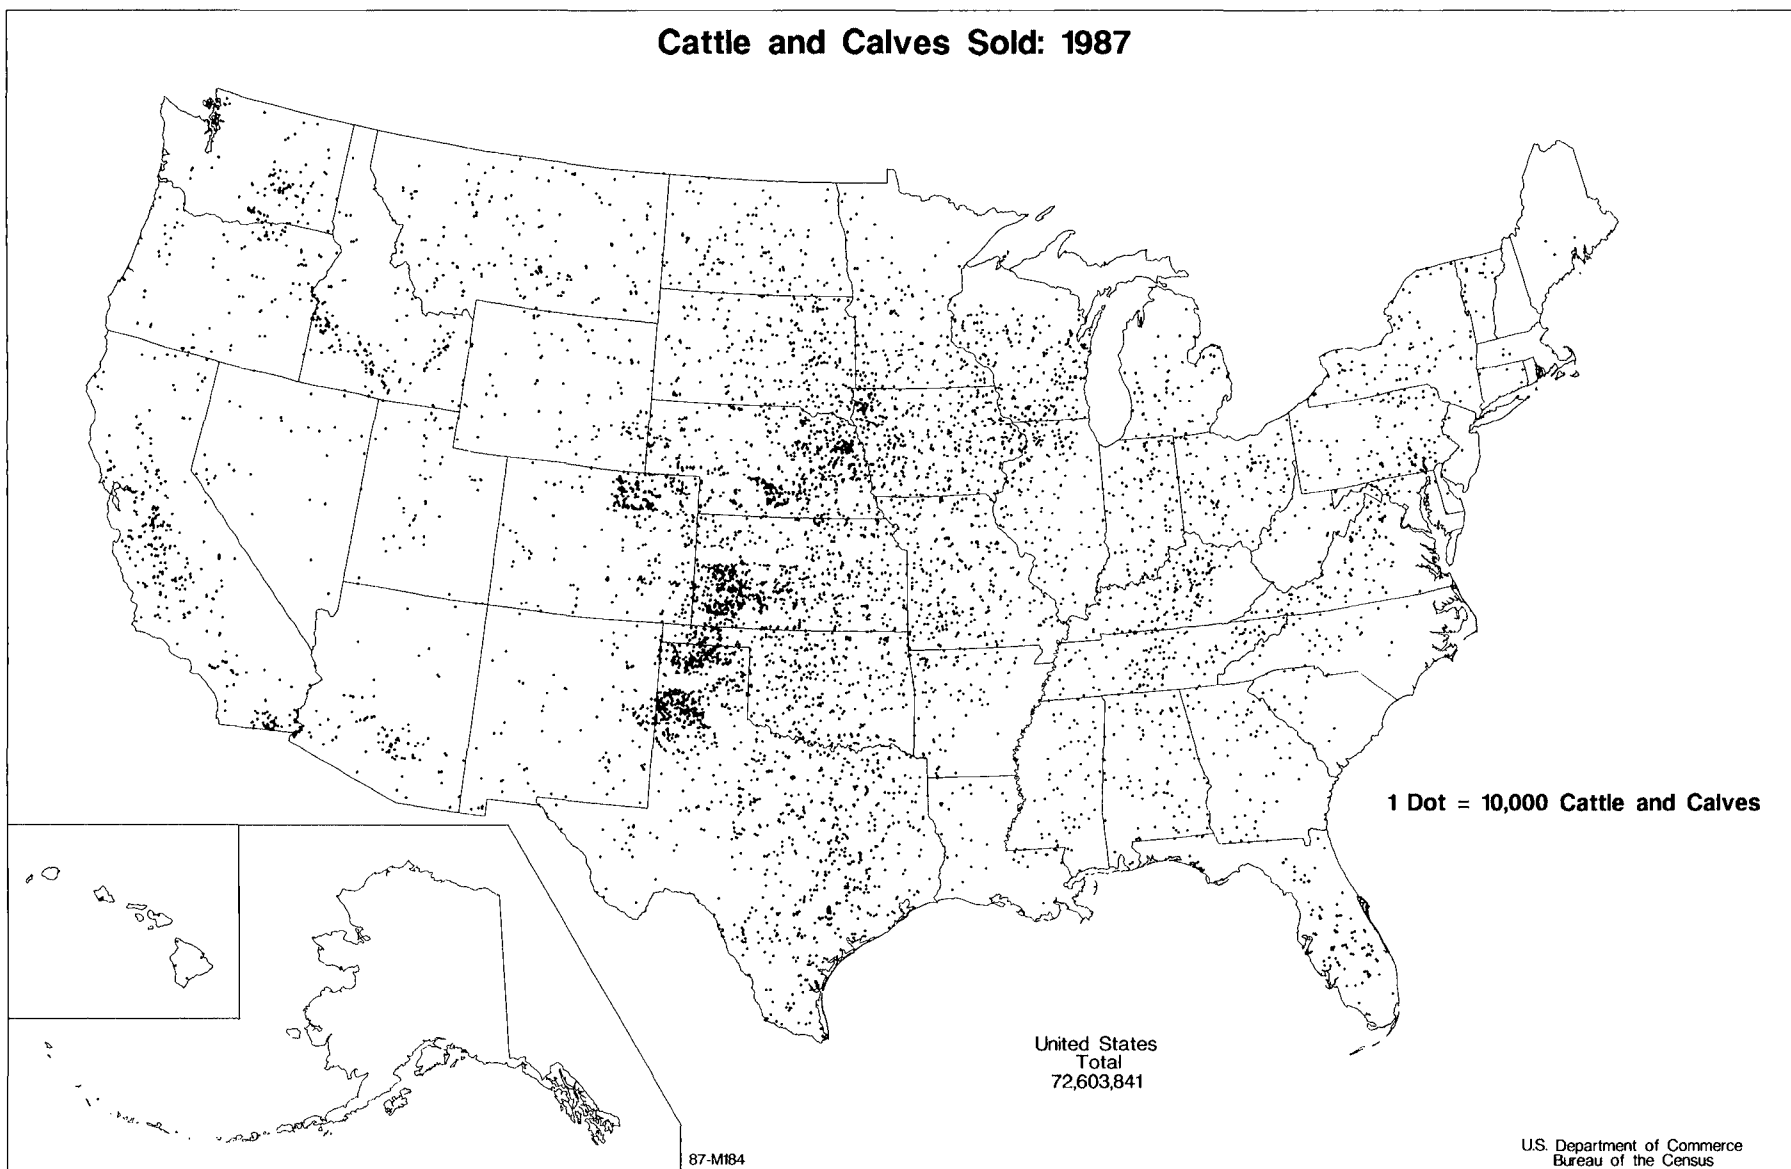 Cattle and Calves Sold: 1987
1 Dot = 10,000 Cattle and Calves
United States
Total
72,603,841
87-M184
U.S. Department of Commerce
Bureau of the Census